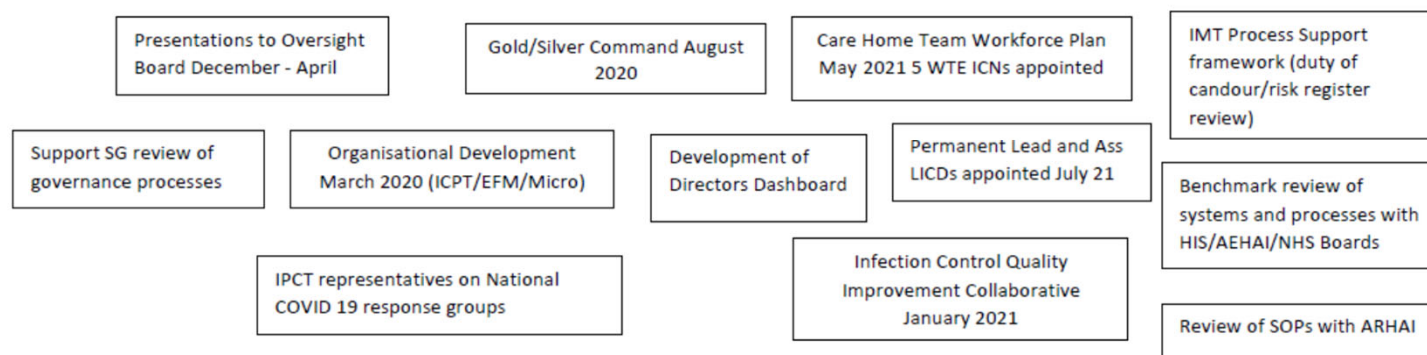 Presentations to Oversight
Board December - April
Gold/Silver Command August
2020
Care Home Team Workforce Plan
May 2021 5 WTE ICNs appointed
IMT Process Support
framework (duty of
candour/risk register
review)
Support SG review of
governance processes
Organisational Development
March 2020 (ICPT/EFM/Micro)
Development of
Directors Dashboard
Permanent Lead and Ass
LICDs appointed July 21
Benchmark review of
systems and processes with
HIS/AEHAI/NHS Boards
IPCT representatives on National
COVID 19 response groups
Infection Control Quality
Improvement Collaborative
January 2021
Review of SOPs with ARHAI